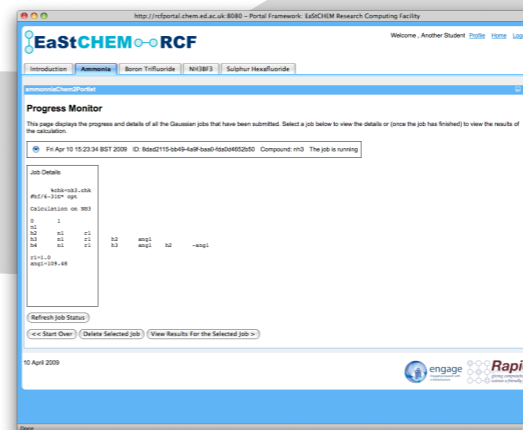 http://rcfportal.chem.ed.ac.uk:8080 – Portal Framework: EaStCHEM Research Computing Facility
EaStCHEM RCF
Welcome , Another Student Profile Home Log
Introduction Ammonia Boron Trifluoride NH3BF3 Sulphur Hexafluoride
ammonniaChem2Portlet
Progress Monitor
This page displays the progress and details of all the Gaussian jobs that have been submitted. Select a job below to view the details or (once the job has finished) to view the results of
the calculation.
Fri Apr 10 15:23:34 BST 2009 ID: 8dad2115-bb49-4a9f-baa0-fda0d4652b50 Compound: nh3 The job is running
Job Details
%chk=nh3.chk
#hf/6-31G* opt
Calculation on NH3
0 1
n1
h2 n1 r1
h3 n1 r1 h2 ang1
h4 n1 r1 h3 ang1 h2 -ang1
r1=1.0
ang1=109.48
Refresh Job Status
<< Start Over Delete Selected Job View Results For the Selected Job >
10 April 2009
engage
Rapi
Done